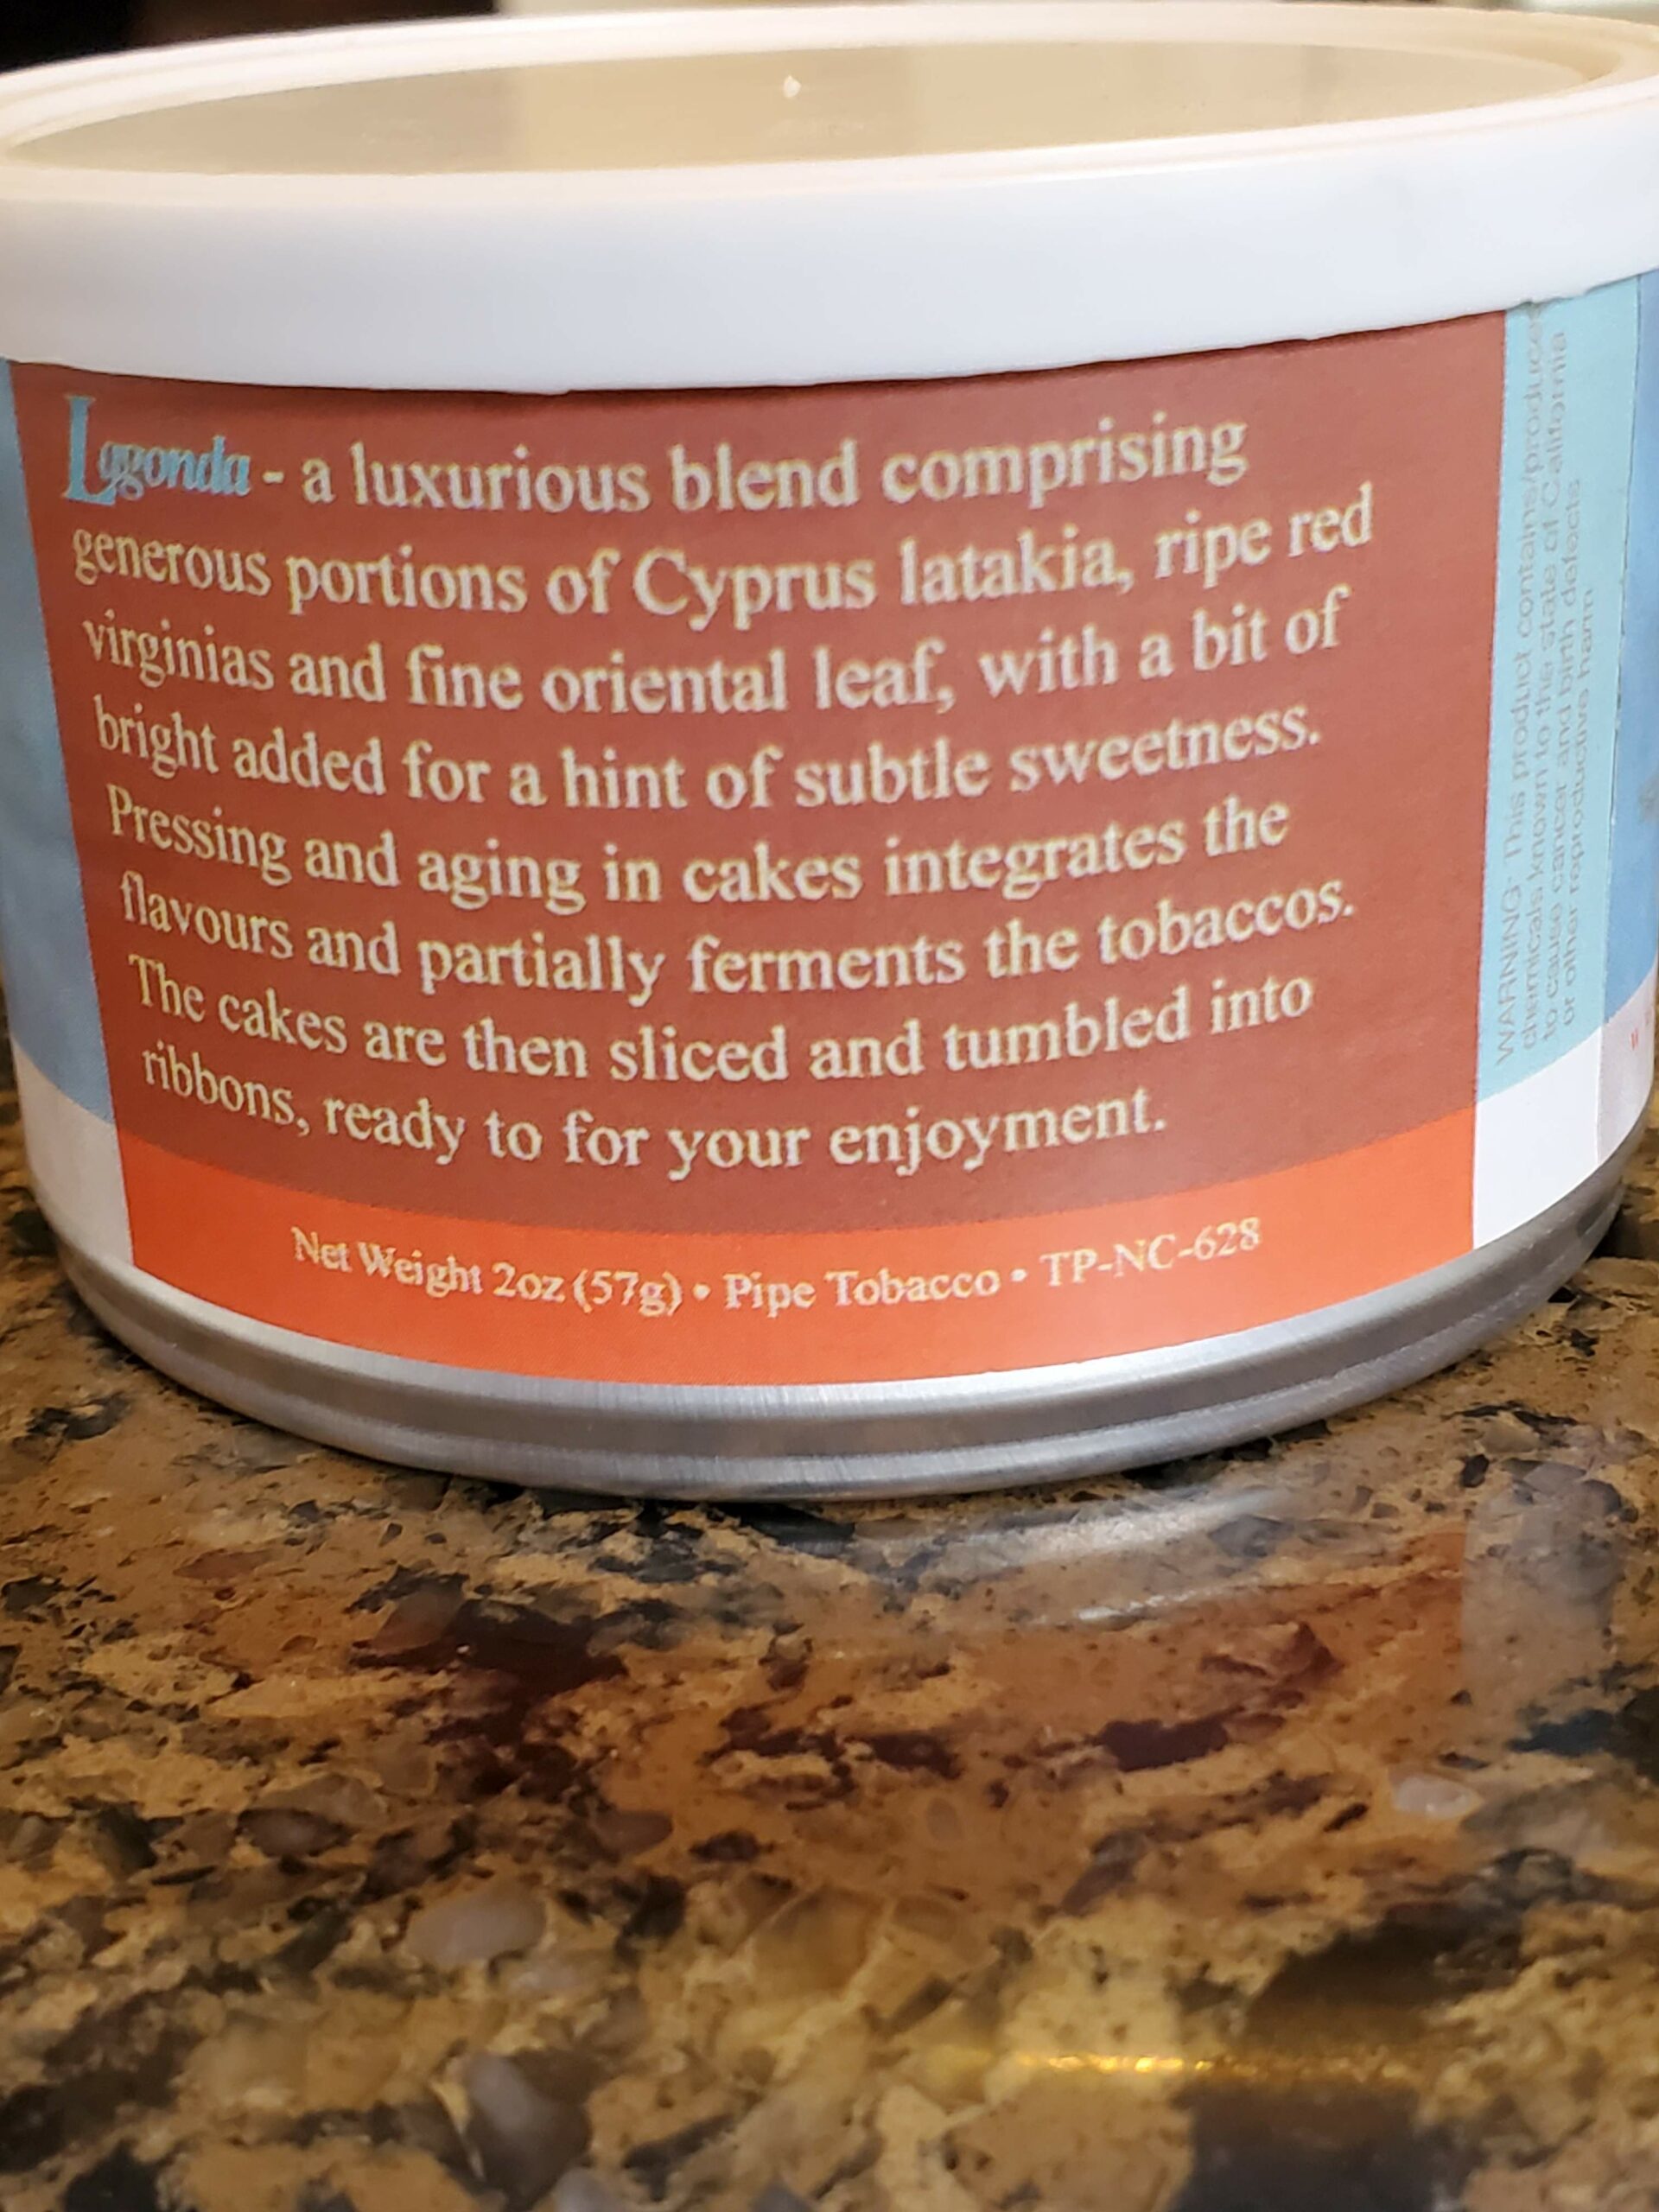 Lagonda - a luxurious blend comprising
generous portions of Cyprus latakia, ripe red
virginias and fine oriental leaf, with a bit of
bright added for a hint of subtle sweetness.
Pressing and aging in cakes integrates the
flavours and partially ferments the tobaccos.
The cakes are then sliced and tumbled into
ribbons, ready to for your enjoyment.
Net Weight 2oz (57g) • Pipe Tobacco • TP-NC-628
WARNING: This product contains/produces
chemicals known to the state of California
to cause cancer and birth defects
or other reproductive harm